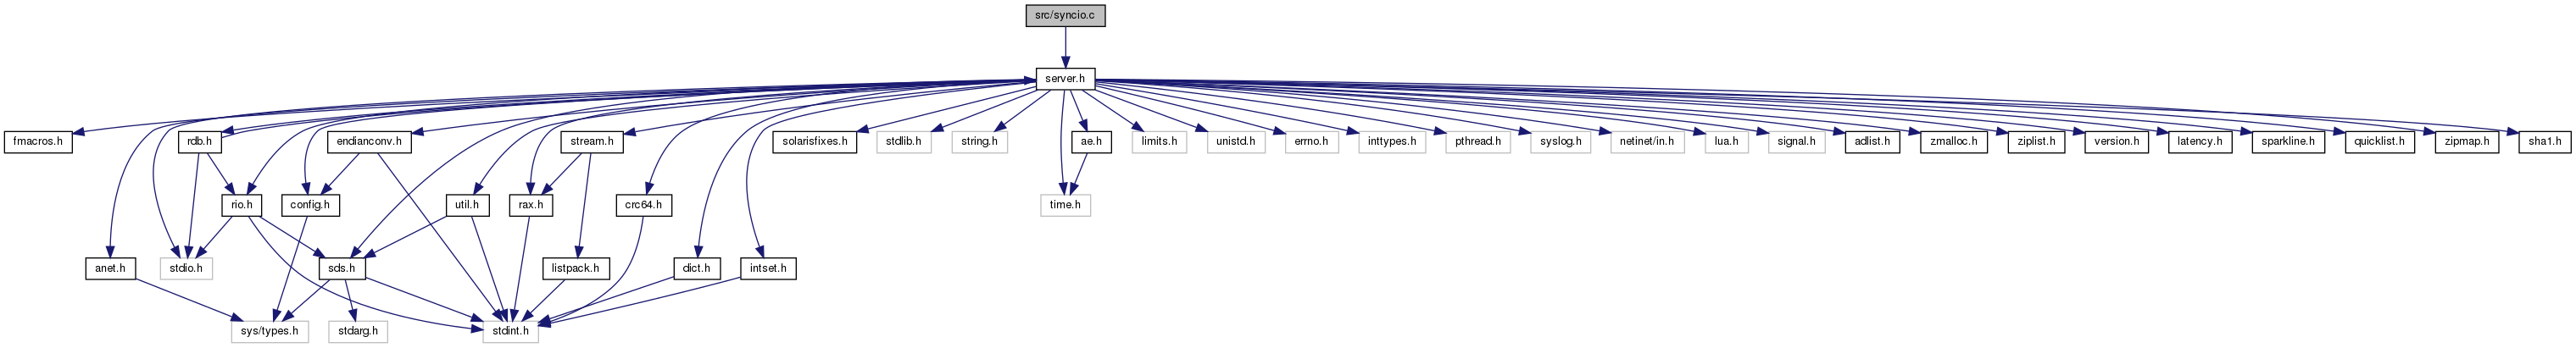 src/syncio.c
server.h
fmacros.h
rdb.h
endianconv.h
stream.h
solarisfixes.h
stdlib.h
string.h
ae.h
limits.h
unistd.h
errno.h
inttypes.h
pthread.h
syslog.h
netinet/in.h
lua.h
signal.h
adlist.h
zmalloc.h
ziplist.h
version.h
latency.h
sparkline.h
quicklist.h
zipmap.h
sha1.h
rio.h
config.h
util.h
rax.h
crc64.h
time.h
anet.h
stdio.h
sds.h
listpack.h
dict.h
intset.h
sys/types.h
stdarg.h
stdint.h